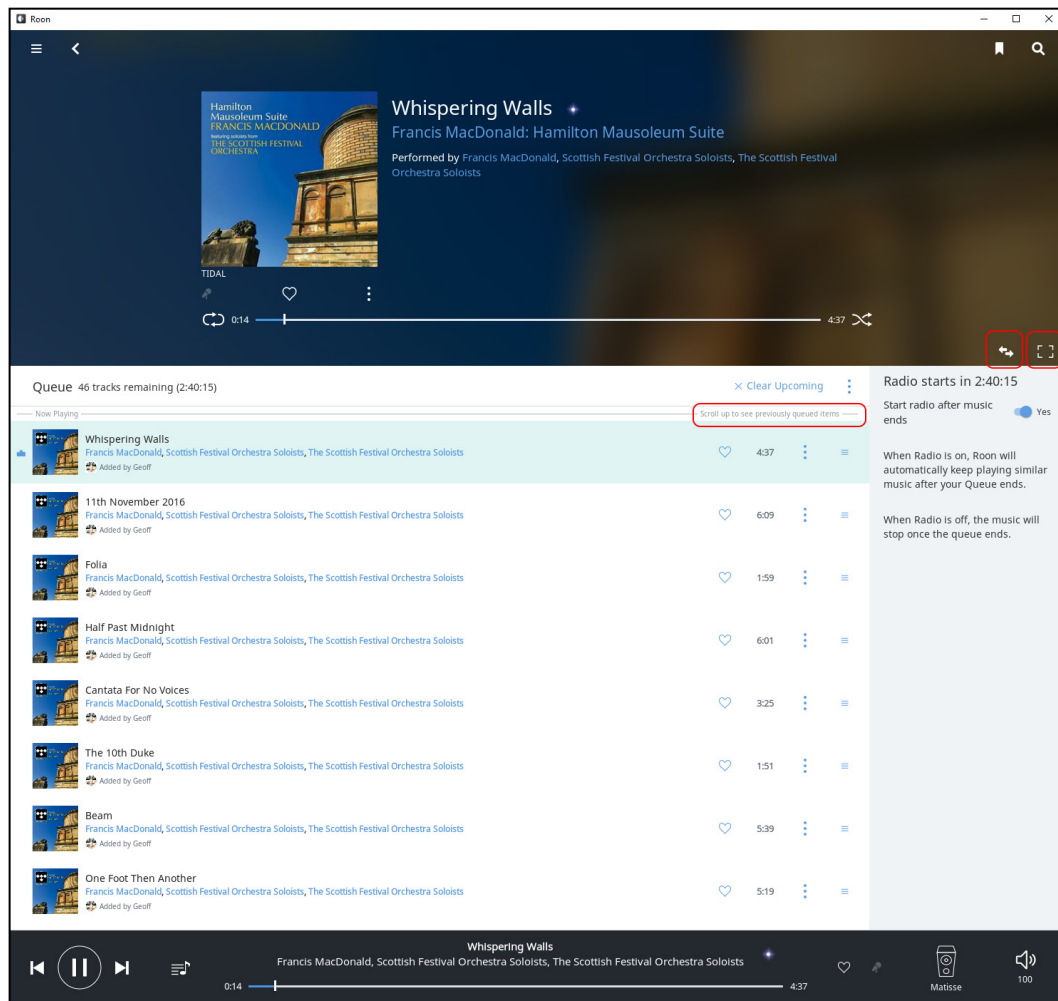 Roon
Hamilton
Mausoleum Suite
FRANCIS MACDONALD
featuring soloists from
THE SCOTTISH FESTIVAL
ORCHESTRA
Whispering Walls
Francis MacDonald: Hamilton Mausoleum Suite
Performed by Francis MacDonald, Scottish Festival Orchestra Soloists, The Scottish Festival
Orchestra Soloists
TIDAL
0:14 4:37
Queue 46 tracks remaining (2:40:15) × Clear Upcoming
Now Playing Scroll up to see previously queued items
Whispering Walls
Francis MacDonald, Scottish Festival Orchestra Soloists, The Scottish Festival Orchestra Soloists 4:37
Added by Geoff
11th November 2016
Francis MacDonald, Scottish Festival Orchestra Soloists, The Scottish Festival Orchestra Soloists 6:09
Added by Geoff
Folia
Francis MacDonald, Scottish Festival Orchestra Soloists, The Scottish Festival Orchestra Soloists 1:59
Added by Geoff
Half Past Midnight
Francis MacDonald, Scottish Festival Orchestra Soloists, The Scottish Festival Orchestra Soloists 6:01
Added by Geoff
Cantata For No Voices
Francis MacDonald, Scottish Festival Orchestra Soloists, The Scottish Festival Orchestra Soloists 3:25
Added by Geoff
The 10th Duke
Francis MacDonald, Scottish Festival Orchestra Soloists, The Scottish Festival Orchestra Soloists 1:51
Added by Geoff
Beam
Francis MacDonald, Scottish Festival Orchestra Soloists, The Scottish Festival Orchestra Soloists 5:39
Added by Geoff
One Foot Then Another
Francis MacDonald, Scottish Festival Orchestra Soloists, The Scottish Festival Orchestra Soloists 5:19
Added by Geoff
Radio starts in 2:40:15
Start radio after music
ends Yes
When Radio is on, Roon will
automatically keep playing similar
music after your Queue ends.
When Radio is off, the music will
stop once the queue ends.
Whispering Walls
Francis MacDonald, Scottish Festival Orchestra Soloists, The Scottish Festival Orchestra Soloists
0:14 4:37
Matisse
100